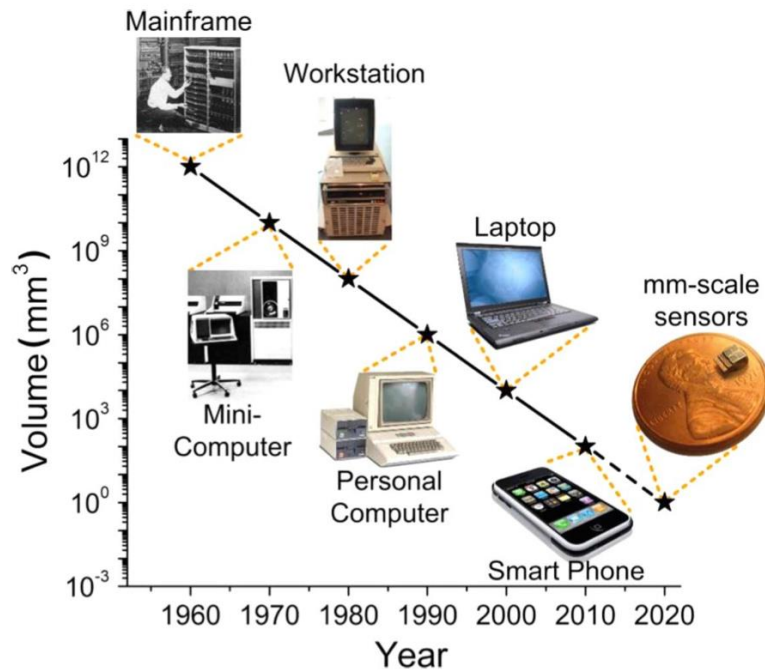 Mainframe
Workstation
Laptop
mm-scale
sensors
Mini-
Computer
Personal
Computer
Smart Phone
Volume (mm³)
10¹²
10⁹
10⁶
10³
10⁰
10⁻³
1960 1970 1980 1990 2000 2010 2020
Year